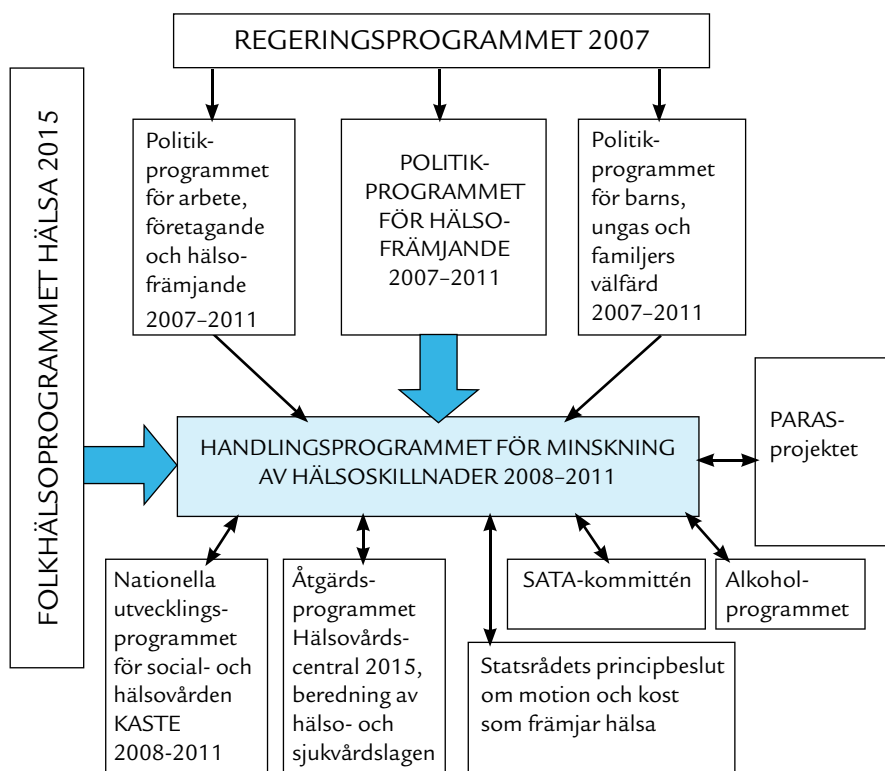 REGERINGSPROGRAMMET 2007
FOLKHÄLSOPROGRAMMET HÄLSA 2015
Politik-
programmet
för arbete,
företagande
och hälso-
främjande
2007–2011
POLITIK-
PROGRAMMET
FÖR HÄLSO-
FRÄMJANDE
2007–2011
Politik-
programmet
för barns,
ungas och
familjers
välfärd
2007–2011
HANDLINGSPROGRAMMET FÖR MINSKNING
AV HÄLSOSKILLNADER 2008–2011
PARAS-
projektet
Nationella
utvecklings-
programmet
för social- och
hälsovården
KASTE
2008-2011
Åtgärds-
programmet
Hälsovårds-
central 2015,
beredning av
hälso- och
sjukvårdslagen
SATA-kommittén
Alkohol-
programmet
Statsrådets principbeslut
om motion och kost
som främjar hälsa